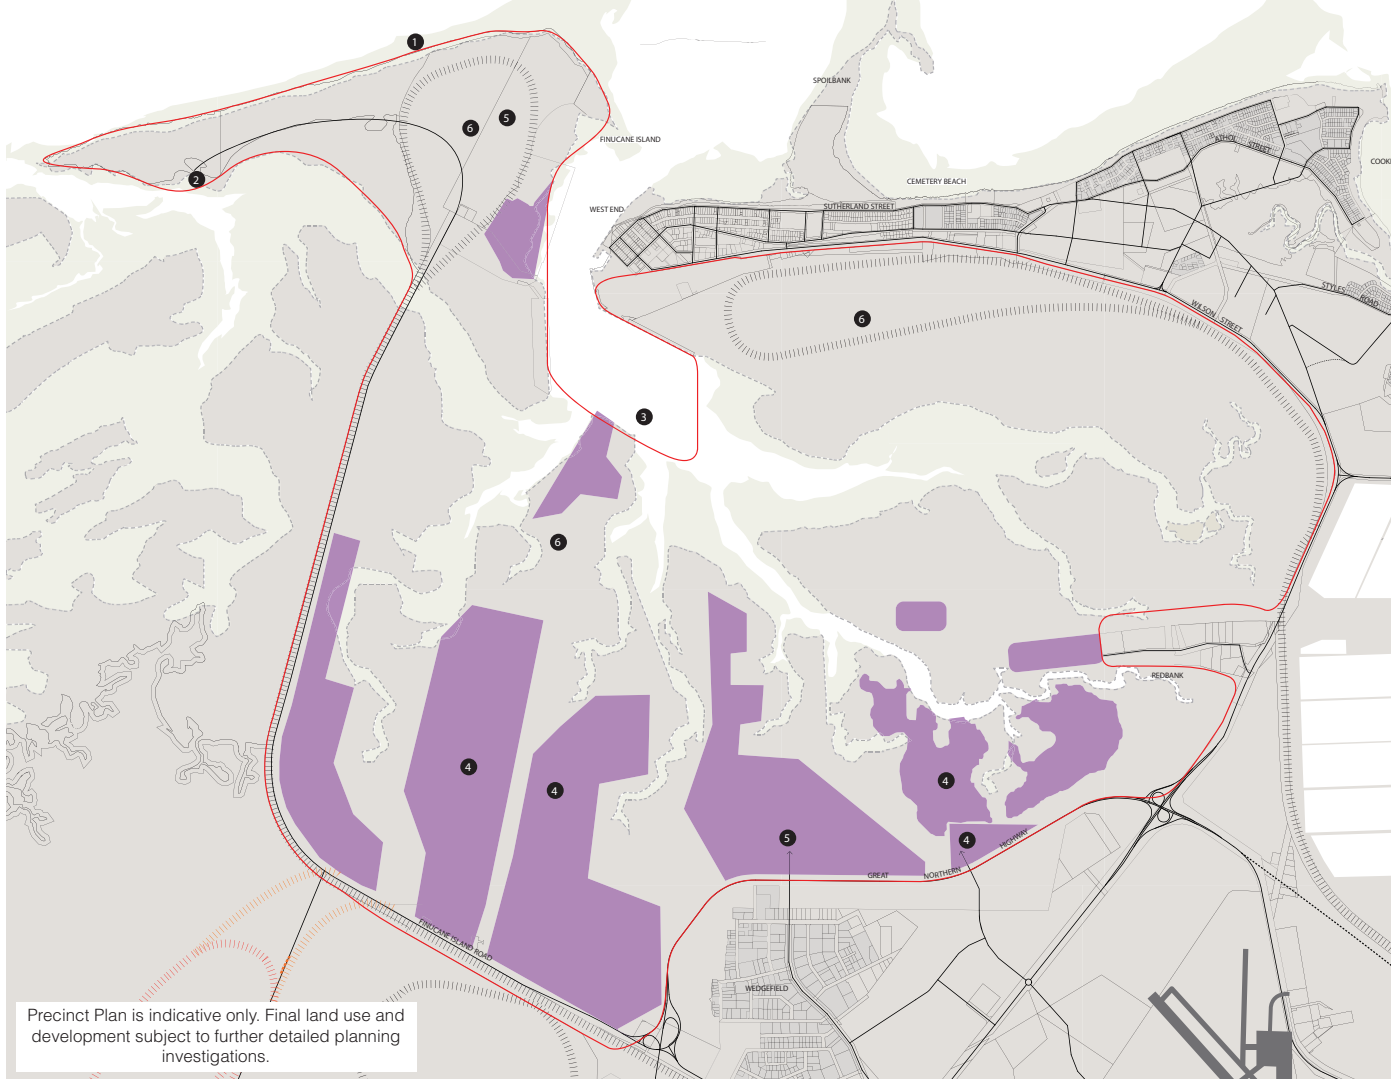 1
SPOILBANK
6
5
FINUCANE ISLAND
ATHOL
STREET
2
CEMETERY BEACH
WEST END
SUTHERLAND STREET
STYLES
ROAD
WILSON STREET
6
3
6
REDBANK
4
4
4
5
4
HIGHWAY
GREAT
NORTHERN
FINUCANE ISLAND ROAD
WEDGEFIELD
Precinct Plan is indicative only. Final land use and
development subject to further detailed planning
investigations.